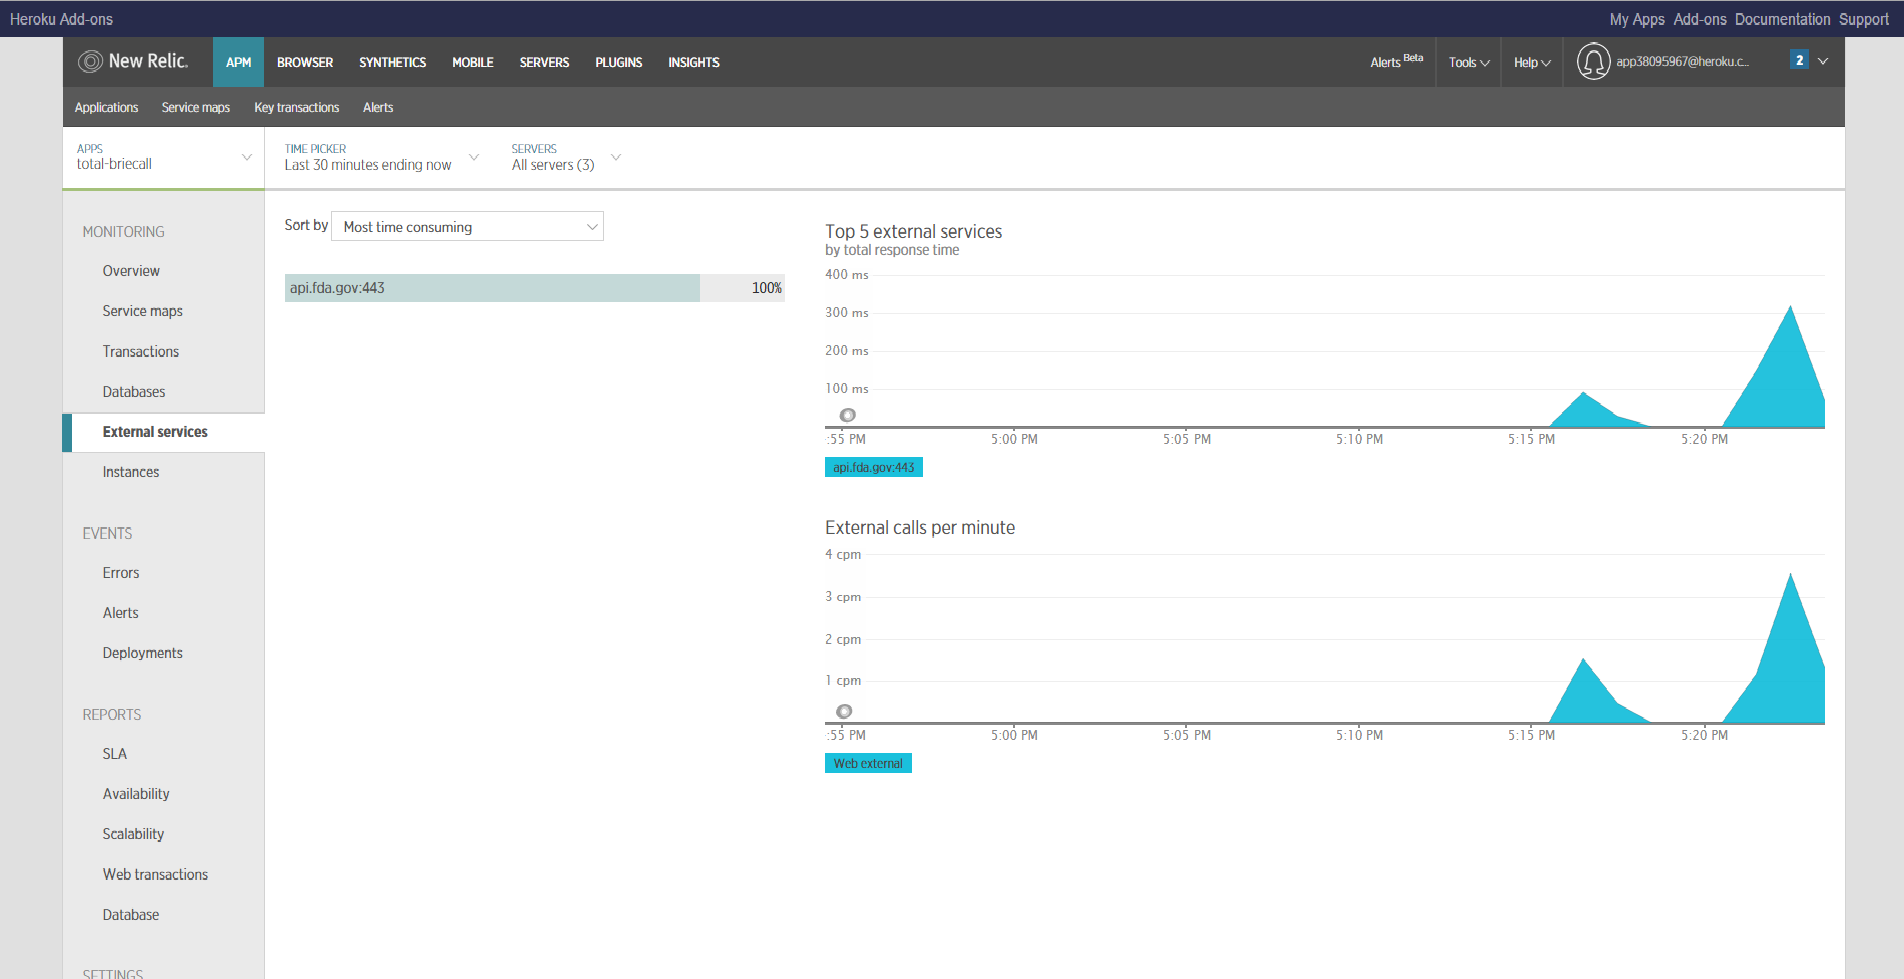 Heroku Add-ons
My Apps Add-ons Documentation Support
New Relic. APM BROWSER SYNTHETICS MOBILE SERVERS PLUGINS INSIGHTS Alerts Beta Tools Help app38095967@heroku.c... 2
Applications Service maps Key transactions Alerts
APPS
total-briecall
TIME PICKER
Last 30 minutes ending now
SERVERS
All servers (3)
MONITORING
Overview
Service maps
Transactions
Databases
External services
Instances
EVENTS
Errors
Alerts
Deployments
REPORTS
SLA
Availability
Scalability
Web transactions
Database
SETTINGS
Sort by Most time consuming
api.fda.gov:443 100%
Top 5 external services
by total response time
400 ms
300 ms
200 ms
100 ms
:55 PM 5:00 PM 5:05 PM 5:10 PM 5:15 PM 5:20 PM
api.fda.gov:443
External calls per minute
4 cpm
3 cpm
2 cpm
1 cpm
:55 PM 5:00 PM 5:05 PM 5:10 PM 5:15 PM 5:20 PM
Web external